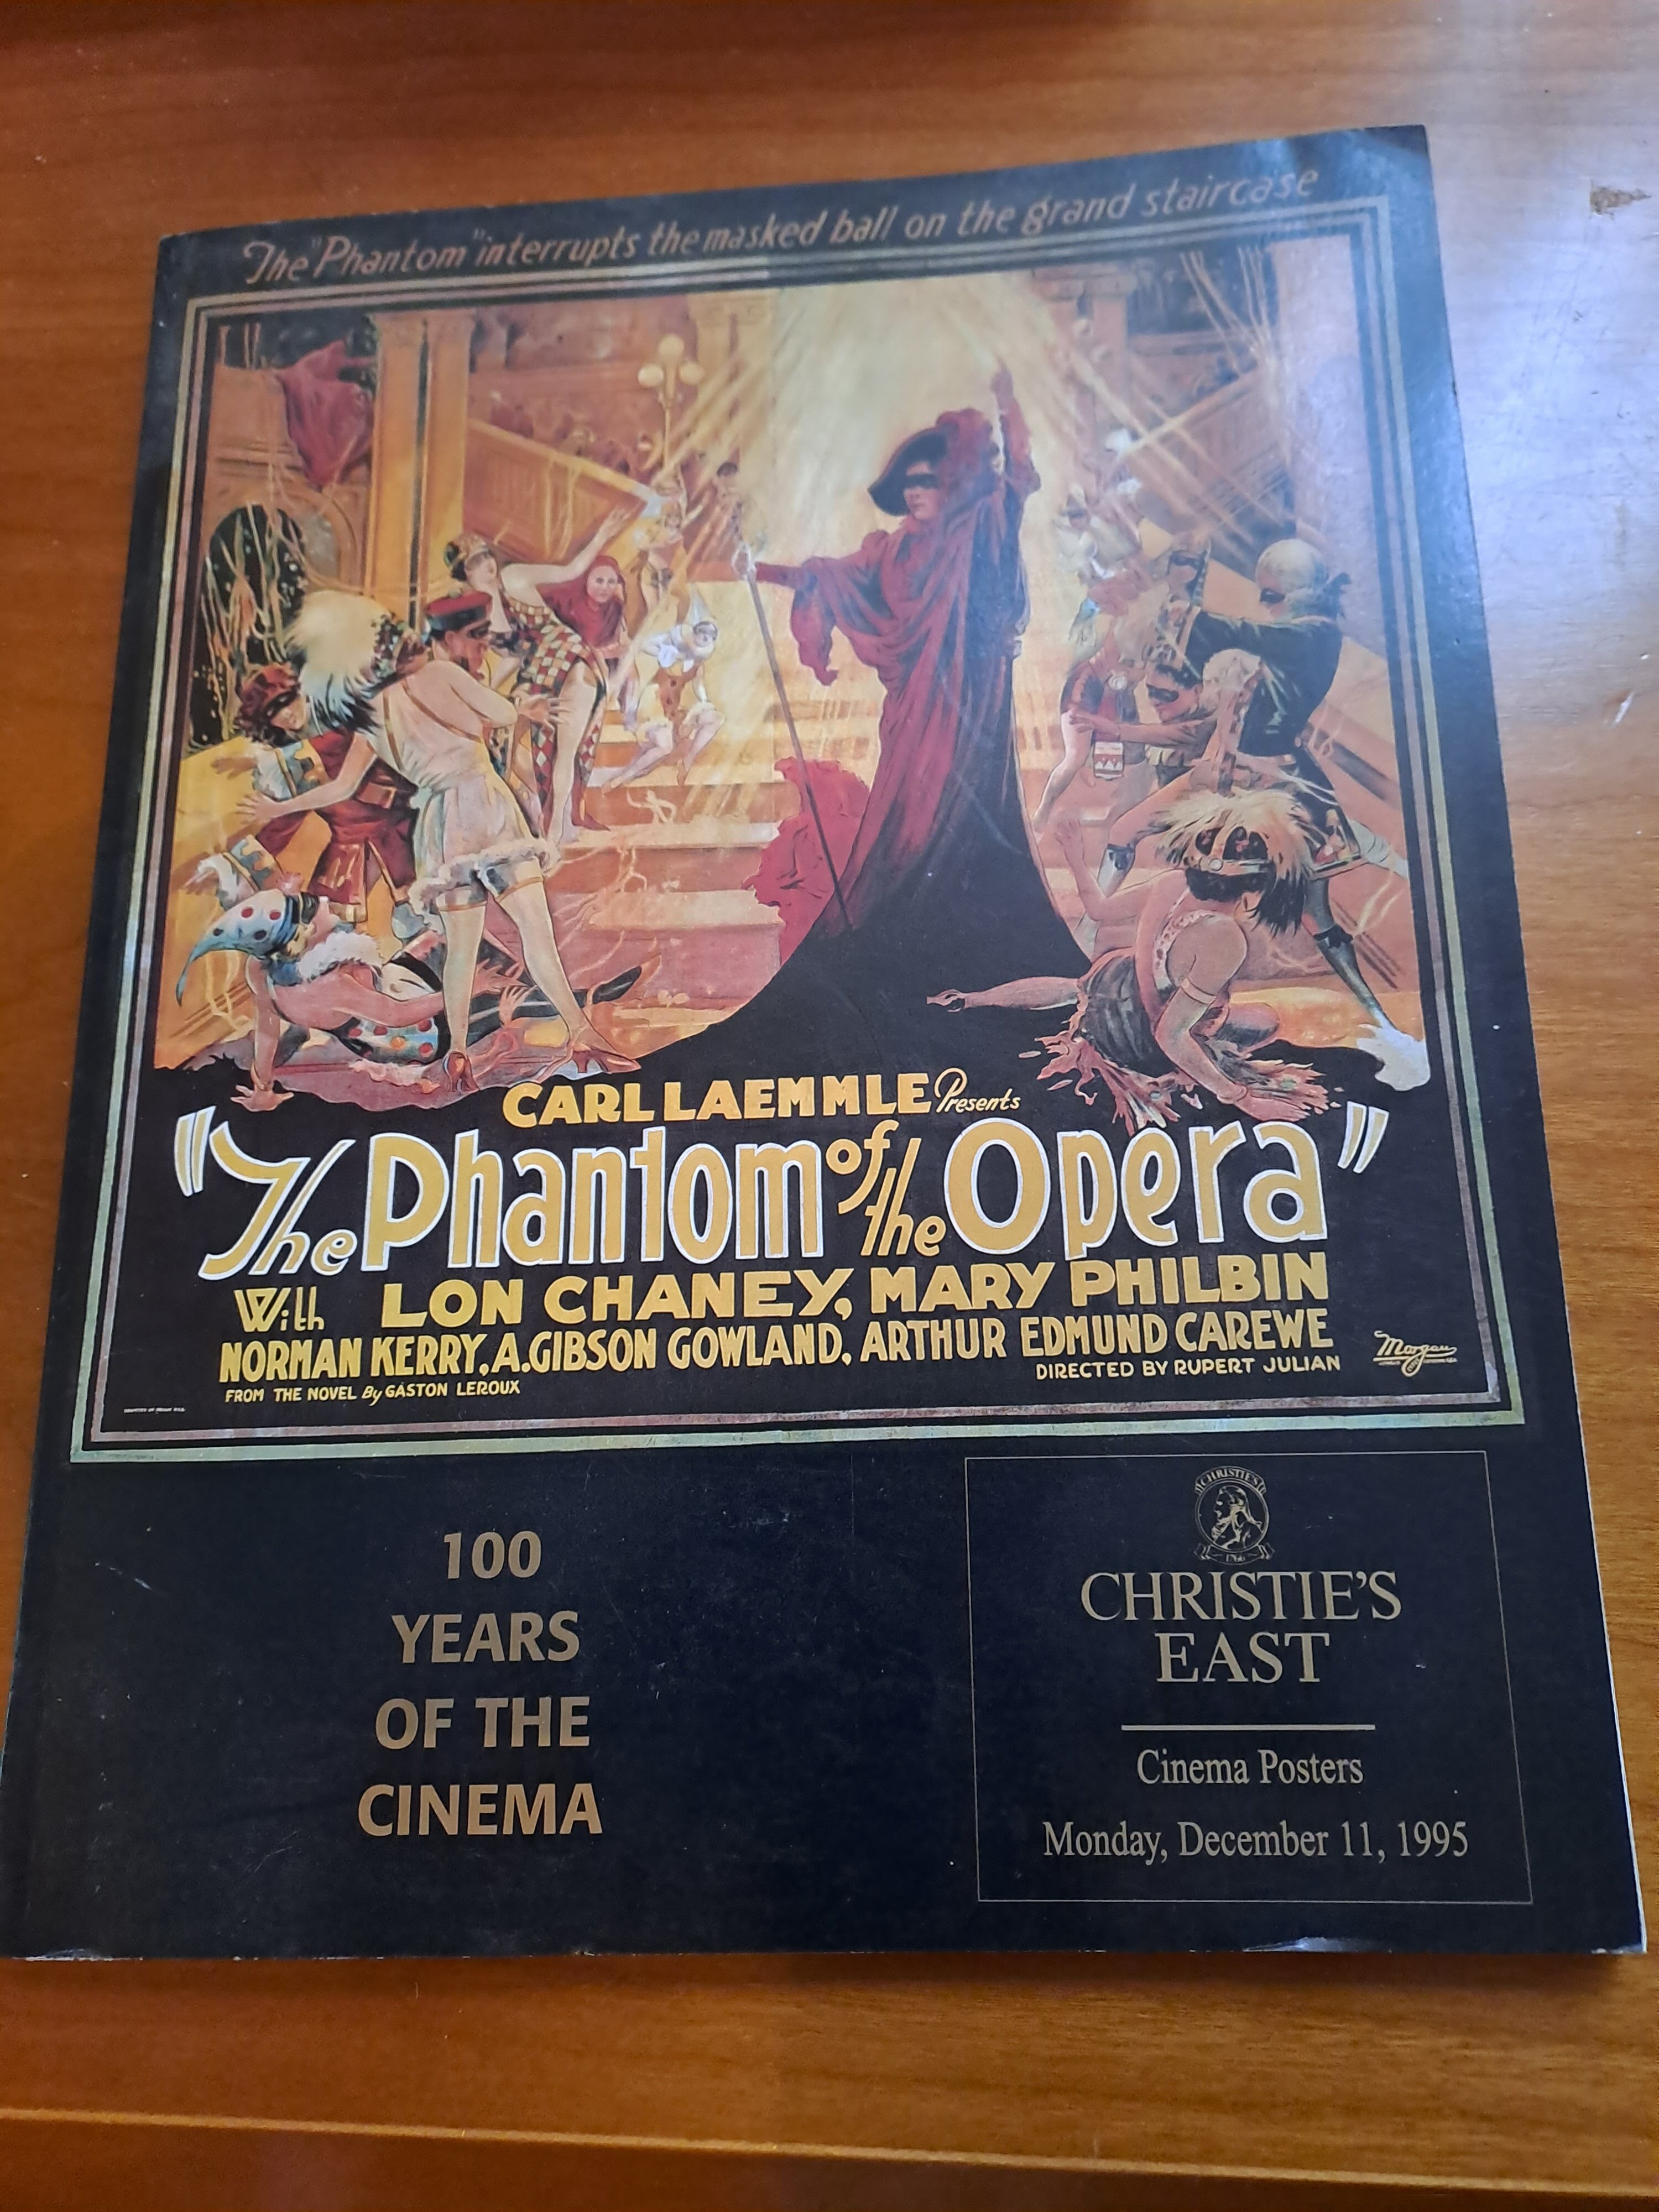 The "Phantom" interrupts the masked ball on the grand staircase
CARL LAEMMLE Presents
"The Phantom of the Opera"
With LON CHANEY, MARY PHILBIN
NORMAN KERRY, A. GIBSON GOWLAND, ARTHUR EDMUND CAREWE
FROM THE NOVEL By GASTON LEROUX
DIRECTED BY RUPERT JULIAN
Morgan
100
YEARS
OF THE
CINEMA
CHRISTIE'S
1766
CHRISTIE'S
EAST
Cinema Posters
Monday, December 11, 1995